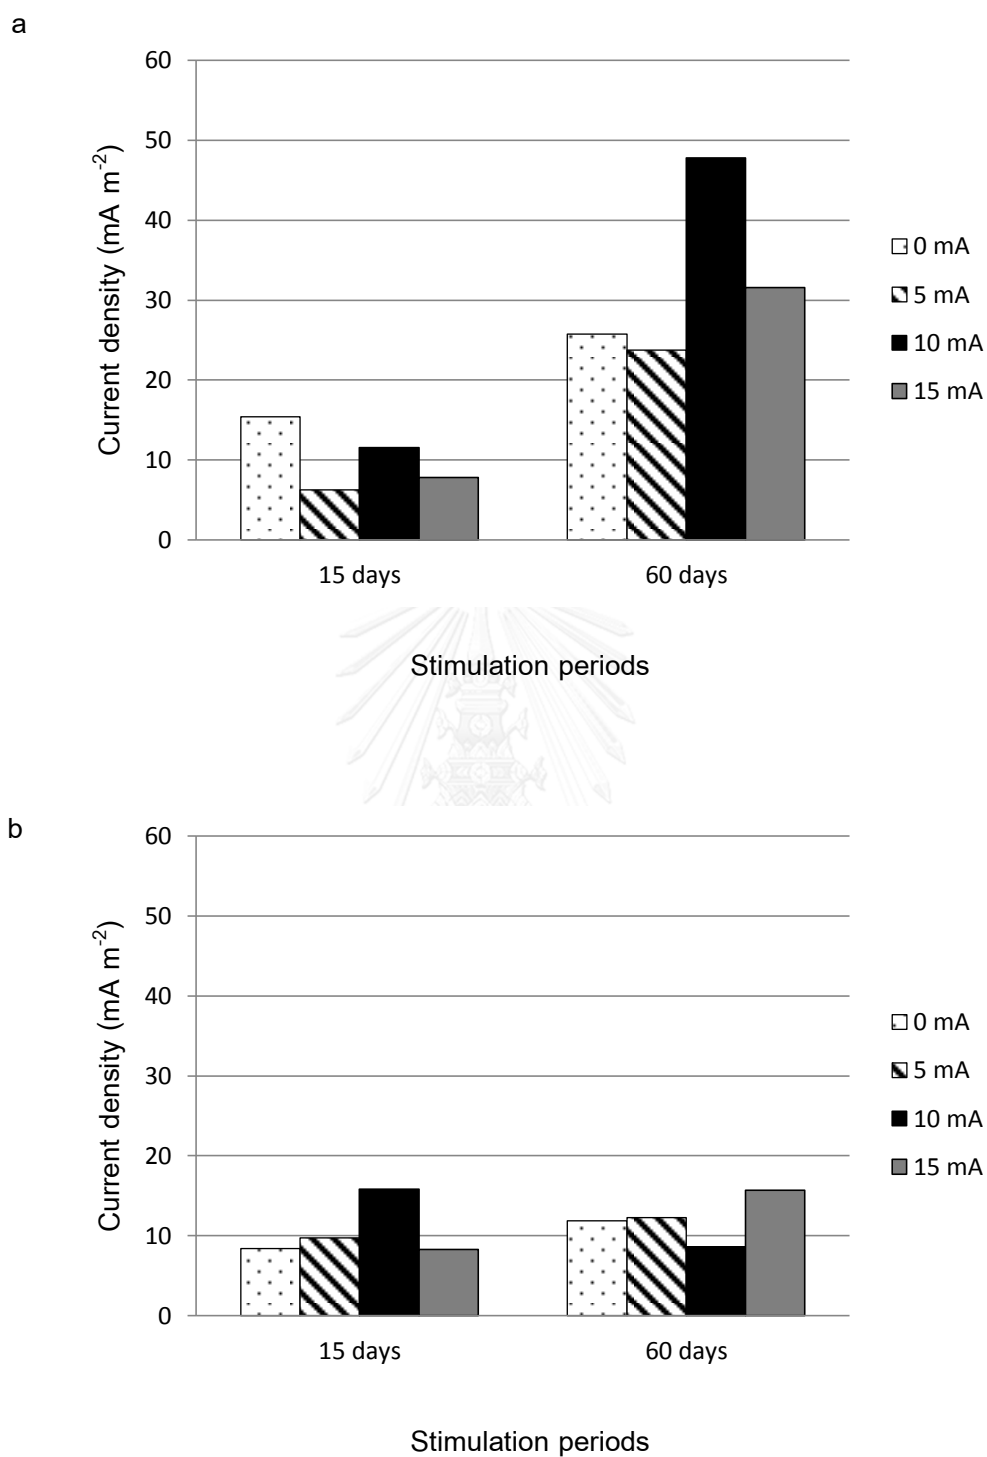 a
60
50
40
30
20
10
0
Current density (mA m-2)
15 days
60 days
Stimulation periods
0 mA
5 mA
10 mA
15 mA
b
60
50
40
30
20
10
0
Current density (mA m-2)
15 days
60 days
Stimulation periods
0 mA
5 mA
10 mA
15 mA